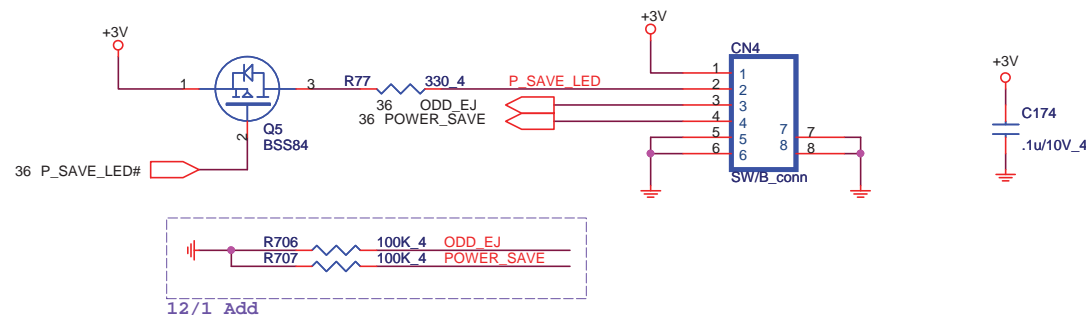 +3V
1
3
R77
330_4
P_SAVE_LED
2
Q5
BSS84
36 P_SAVE_LED#
36 ODD_EJ
36 POWER_SAVE
+3V
CN4
1 1
2 2
3 3
4 4
5 5 7 7
6 6 8 8
SW/B_conn
+3V
C174
.1u/10V_4
R706 100K_4 ODD_EJ
R707 100K_4 POWER_SAVE
12/1 Add